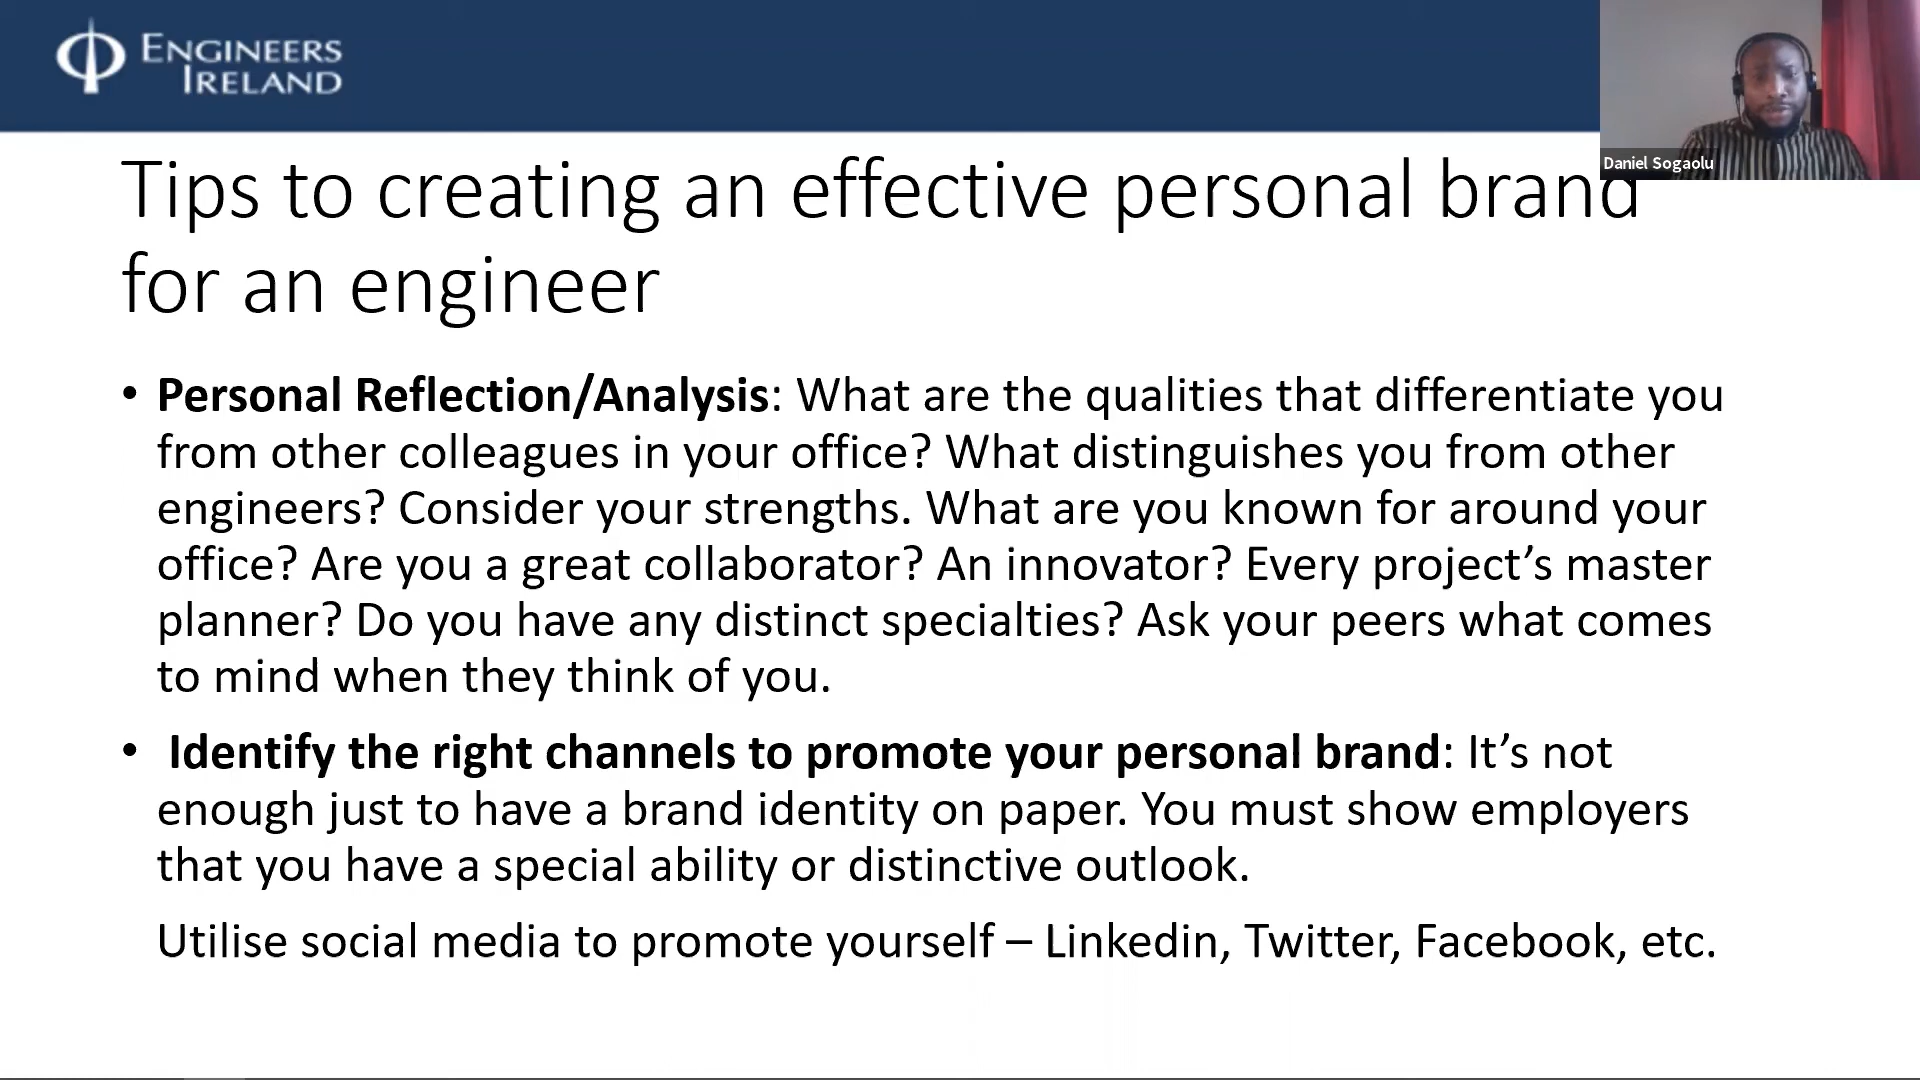 ENGINEERS
IRELAND
Daniel Sogaolu
Tips to creating an effective personal brand
for an engineer
• Personal Reflection/Analysis: What are the qualities that differentiate you
from other colleagues in your office? What distinguishes you from other
engineers? Consider your strengths. What are you known for around your
office? Are you a great collaborator? An innovator? Every project’s master
planner? Do you have any distinct specialties? Ask your peers what comes
to mind when they think of you.
• Identify the right channels to promote your personal brand: It’s not
enough just to have a brand identity on paper. You must show employers
that you have a special ability or distinctive outlook.
Utilise social media to promote yourself – Linkedin, Twitter, Facebook, etc.